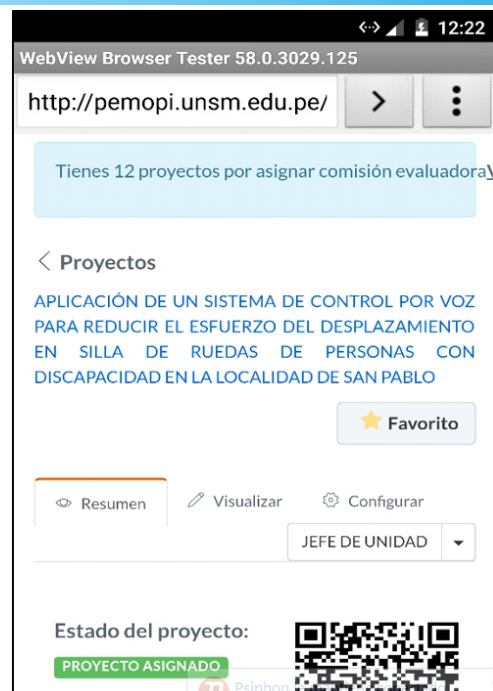 12:22
WebView Browser Tester 58.0.3029.125
http://pemopi.unsm.edu.pe/
Tienes 12 proyectos por asignar comisión evaluadora
Proyectos
APLICACIÓN DE UN SISTEMA DE CONTROL POR VOZ
PARA REDUCIR EL ESFUERZO DEL DESPLAZAMIENTO
EN SILLA DE RUEDAS DE PERSONAS CON
DISCAPACIDAD EN LA LOCALIDAD DE SAN PABLO
Favorito
Resumen Visualizar Configurar
JEFE DE UNIDAD
Estado del proyecto:
PROYECTO ASIGNADO